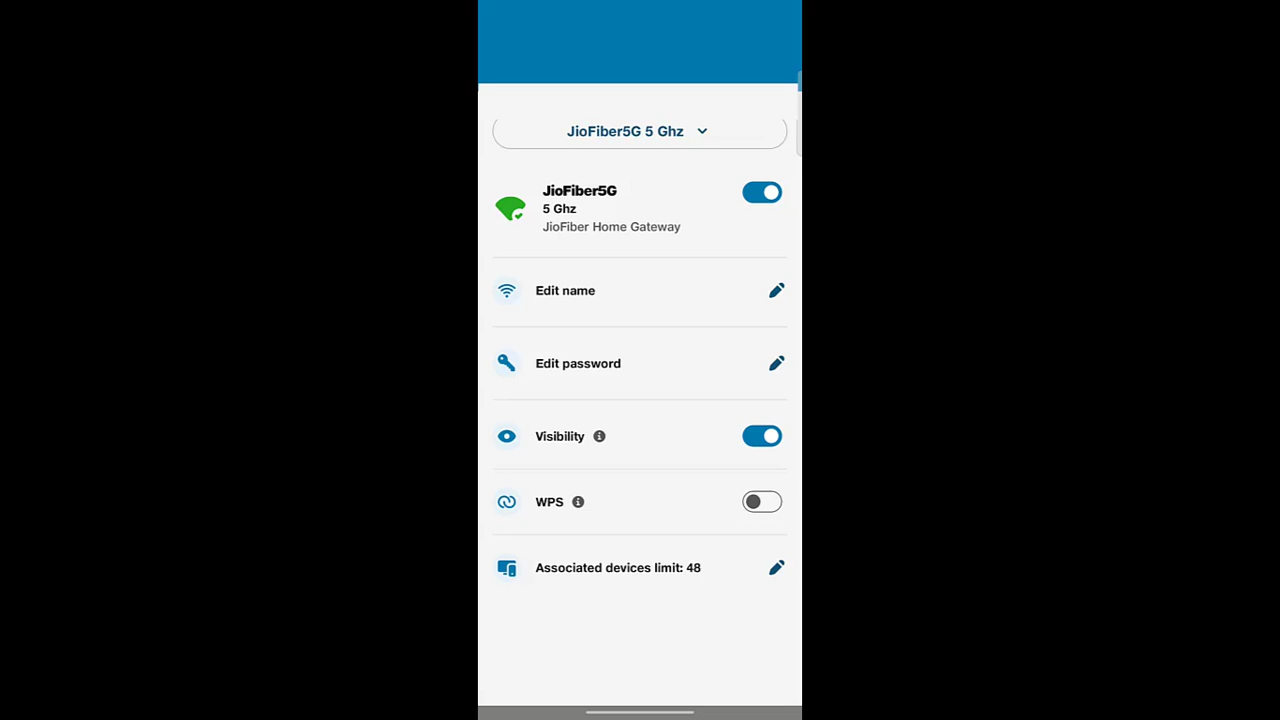 JioFiber5G 5 Ghz
JioFiber5G
5 Ghz
JioFiber Home Gateway
Edit name
Edit password
Visibility
WPS
Associated devices limit: 48